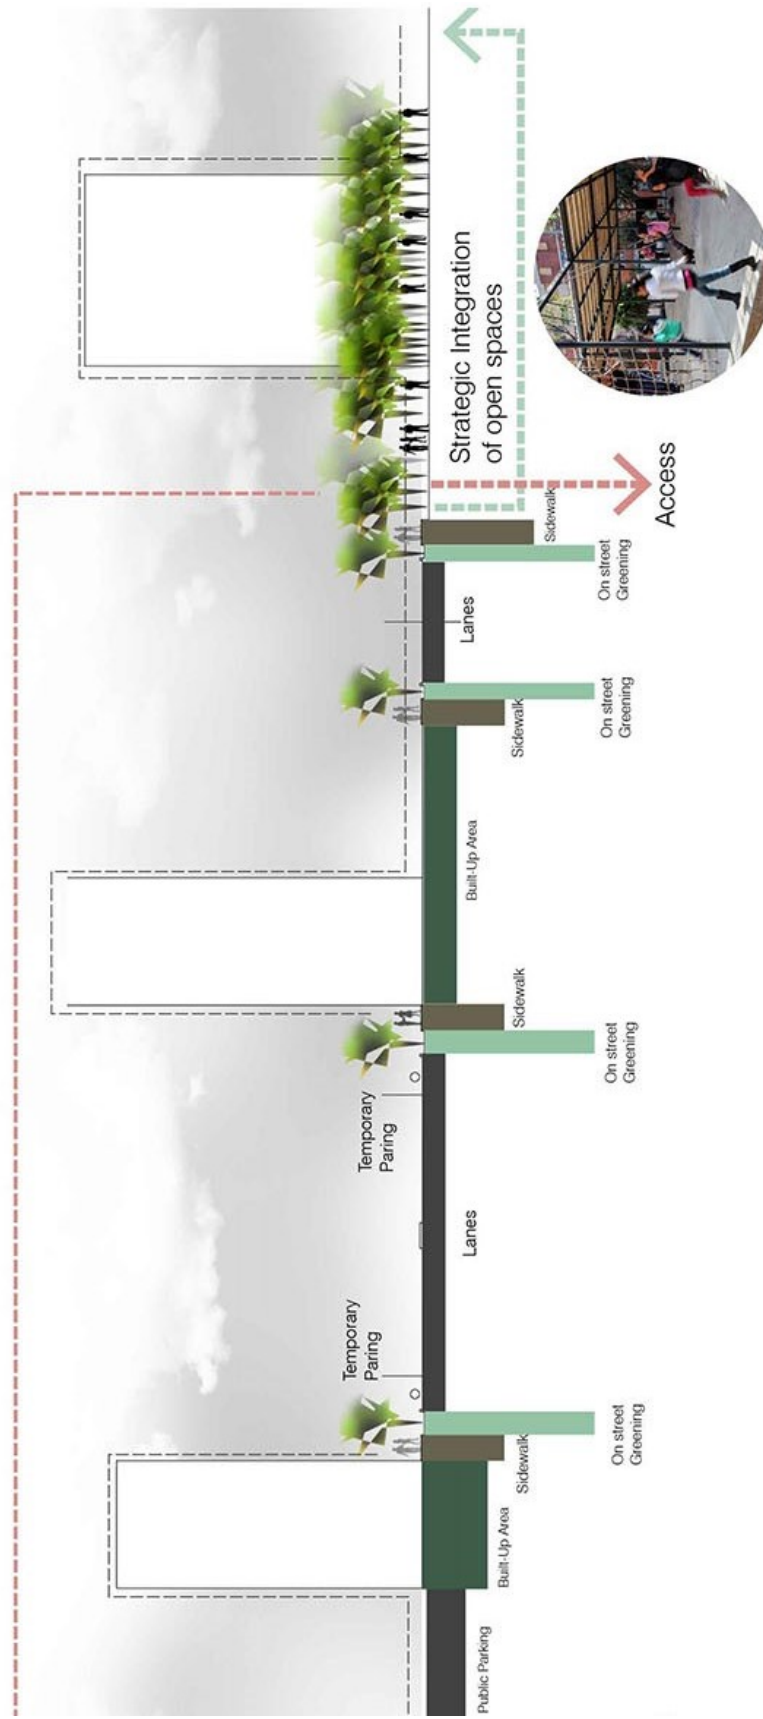 Public Parking
Built-Up Area
Sidewalk
On street
Greening
Temporary
Paring
Lanes
Temporary
Paring
On street
Greening
Sidewalk
Built-Up Area
Sidewalk
On street
Greening
Lanes
On street
Greening
Sidewalk
Access
Strategic Integration
of open spaces